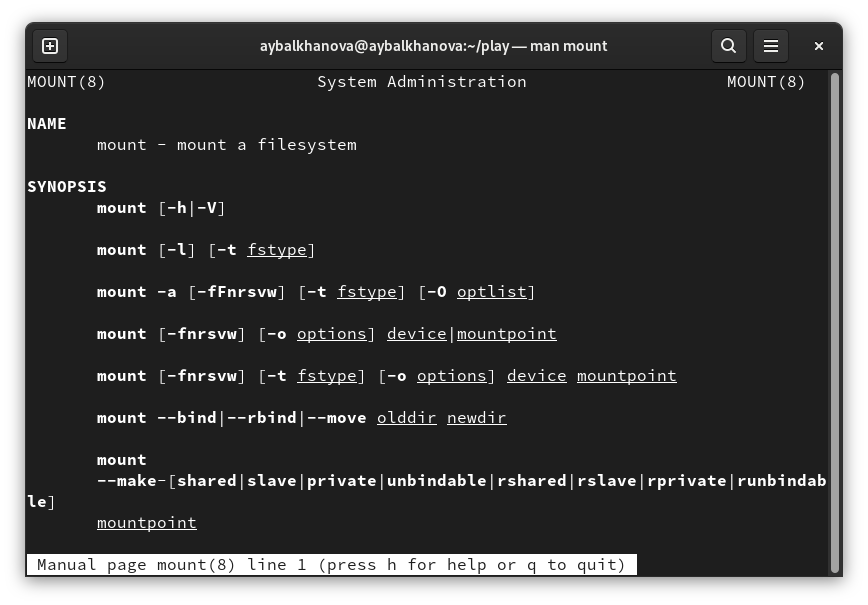 aybalkhanova@aybalkhanova:~/play — man mount
MOUNT(8) System Administration MOUNT(8)
NAME
mount - mount a filesystem
SYNOPSIS
mount [-h|-V]
mount [-l] [-t fstype]
mount -a [-fFnrsvw] [-t fstype] [-O optlist]
mount [-fnrsvw] [-o options] device|mountpoint
mount [-fnrsvw] [-t fstype] [-o options] device mountpoint
mount --bind|--rbind|--move olddir newdir
mount
--make-[shared|slave|private|unbindable|rshared|rslave|rprivate|runbindab
le]
mountpoint
Manual page mount(8) line 1 (press h for help or q to quit)